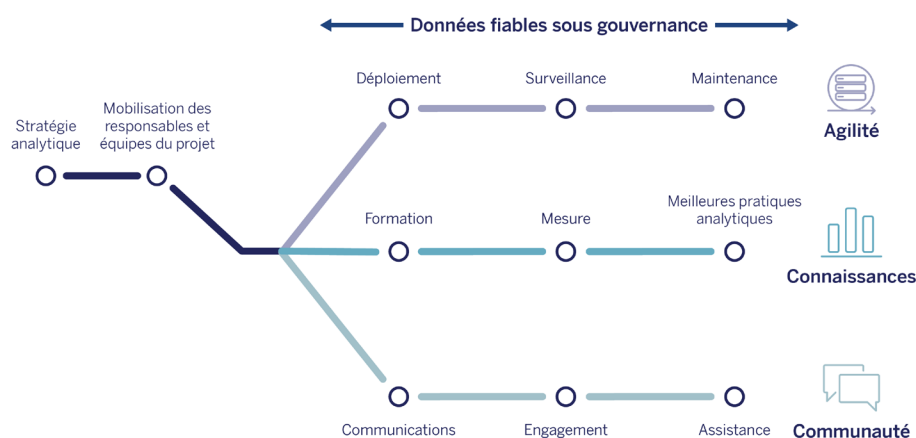 Données fiables sous gouvernance
Déploiement
Surveillance
Maintenance
Agilité
Stratégie
analytique
Mobilisation des
responsables et
équipes du projet
Formation
Mesure
Meilleures pratiques
analytiques
Connaissances
Communications
Engagement
Assistance
Communauté